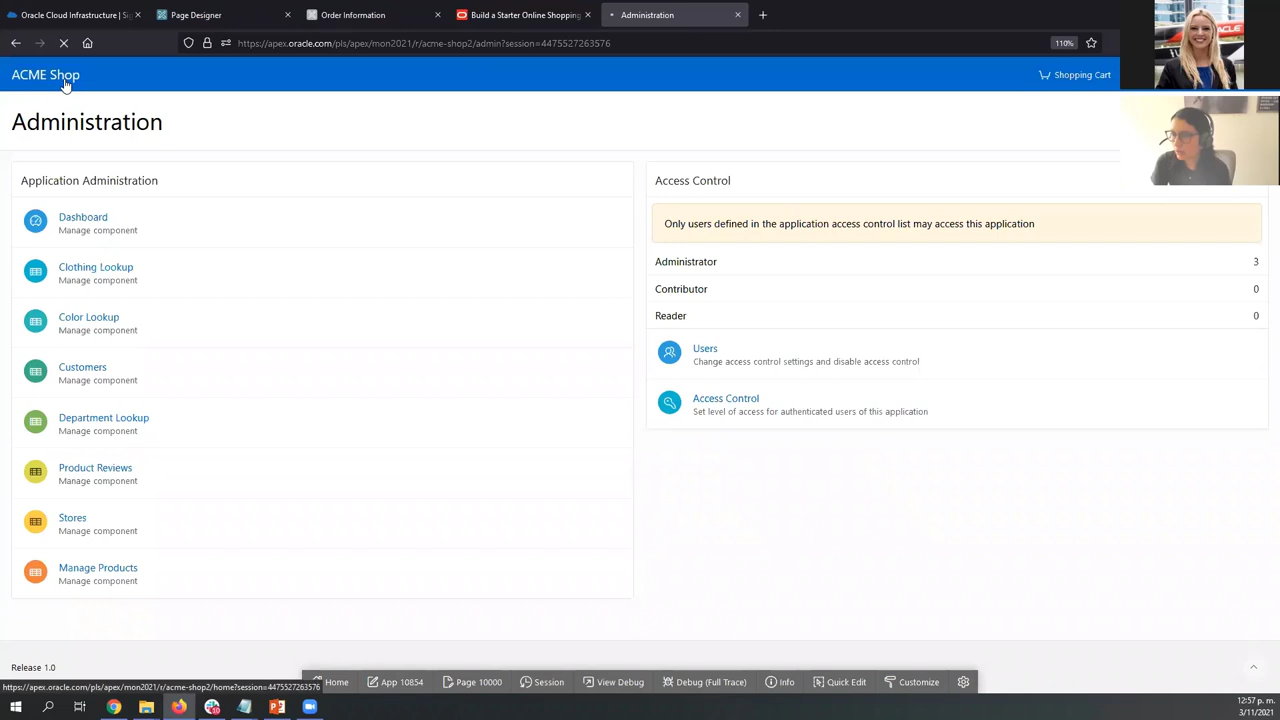 Oracle Cloud Infrastructure | Sig
Page Designer
Order Information
Build a Starter Online Shopping
Administration
https://apex.oracle.com/pls/apex/mon2021/r/acme-shop2/admin?session=4475527263576
110%
ACME Shop
Shopping Cart
Administration
Application Administration
Dashboard
Manage component
Clothing Lookup
Manage component
Color Lookup
Manage component
Customers
Manage component
Department Lookup
Manage component
Product Reviews
Manage component
Stores
Manage component
Manage Products
Manage component
Access Control
Only users defined in the application access control list may access this application
Administrator 3
Contributor 0
Reader 0
Users
Change access control settings and disable access control
Access Control
Set level of access for authenticated users of this application
Release 1.0
https://apex.oracle.com/pls/apex/mon2021/r/acme-shop2/home?session=4475527263576
Home App 10854 Page 10000 Session View Debug Debug (Full Trace) Info Quick Edit Customize
12:57 p. m.
3/11/2021